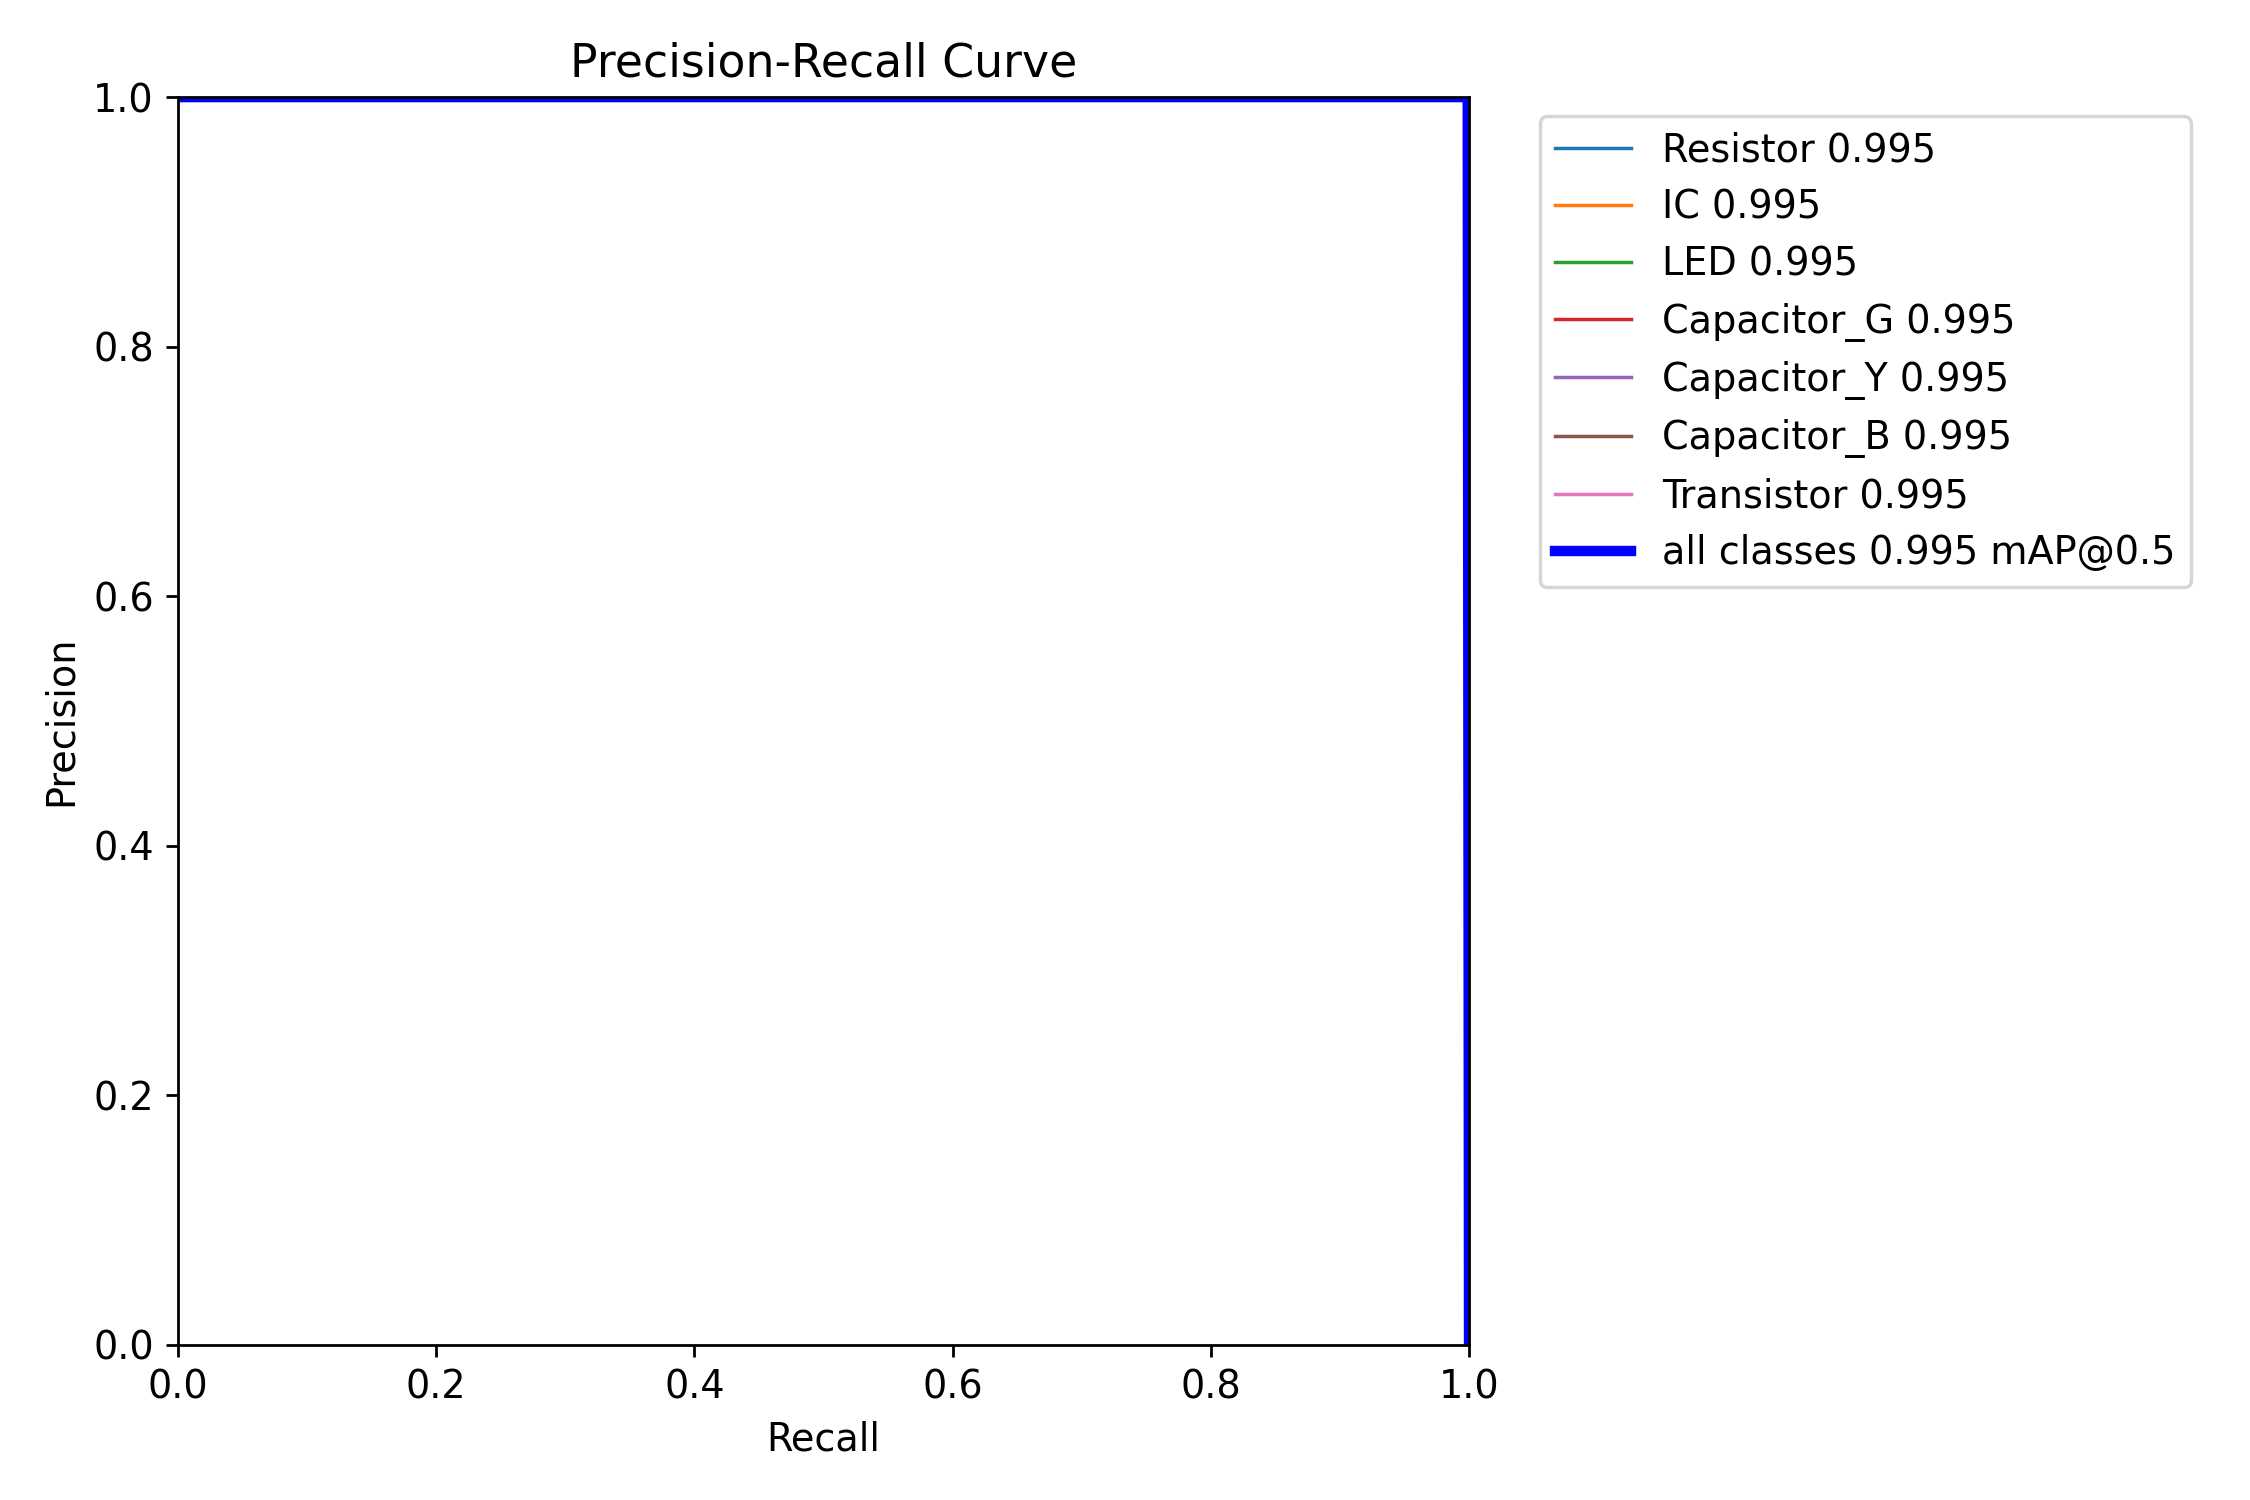 Precision-Recall Curve
1.0
0.8
0.6
0.4
0.2
0.0
Precision
0.0 0.2 0.4 0.6 0.8 1.0
Recall
Resistor 0.995
IC 0.995
LED 0.995
Capacitor_G 0.995
Capacitor_Y 0.995
Capacitor_B 0.995
Transistor 0.995
all classes 0.995 mAP@0.5